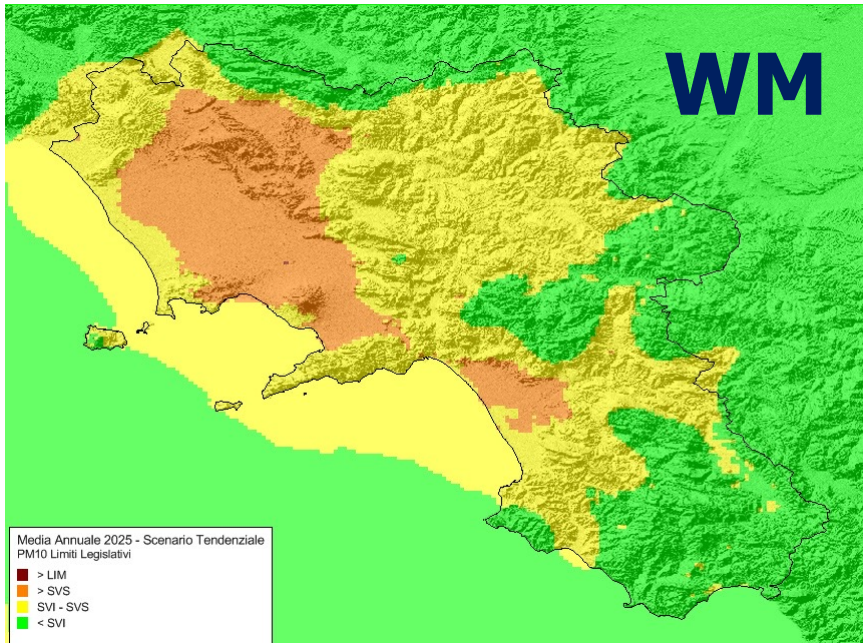 WM
Media Annuale 2025 - Scenario Tendenziale
PM10 Limiti Legislativi
> LIM
> SVS
SVI - SVS
< SVI